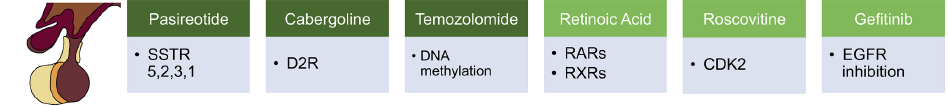 Pasireotide
• SSTR
5,2,3,1
Cabergoline
• D2R
Temozolomide
• DNA
methylation
Retinoic Acid
• RARs
• RXRs
Roscovitine
• CDK2
Gefitinib
• EGFR
inhibition